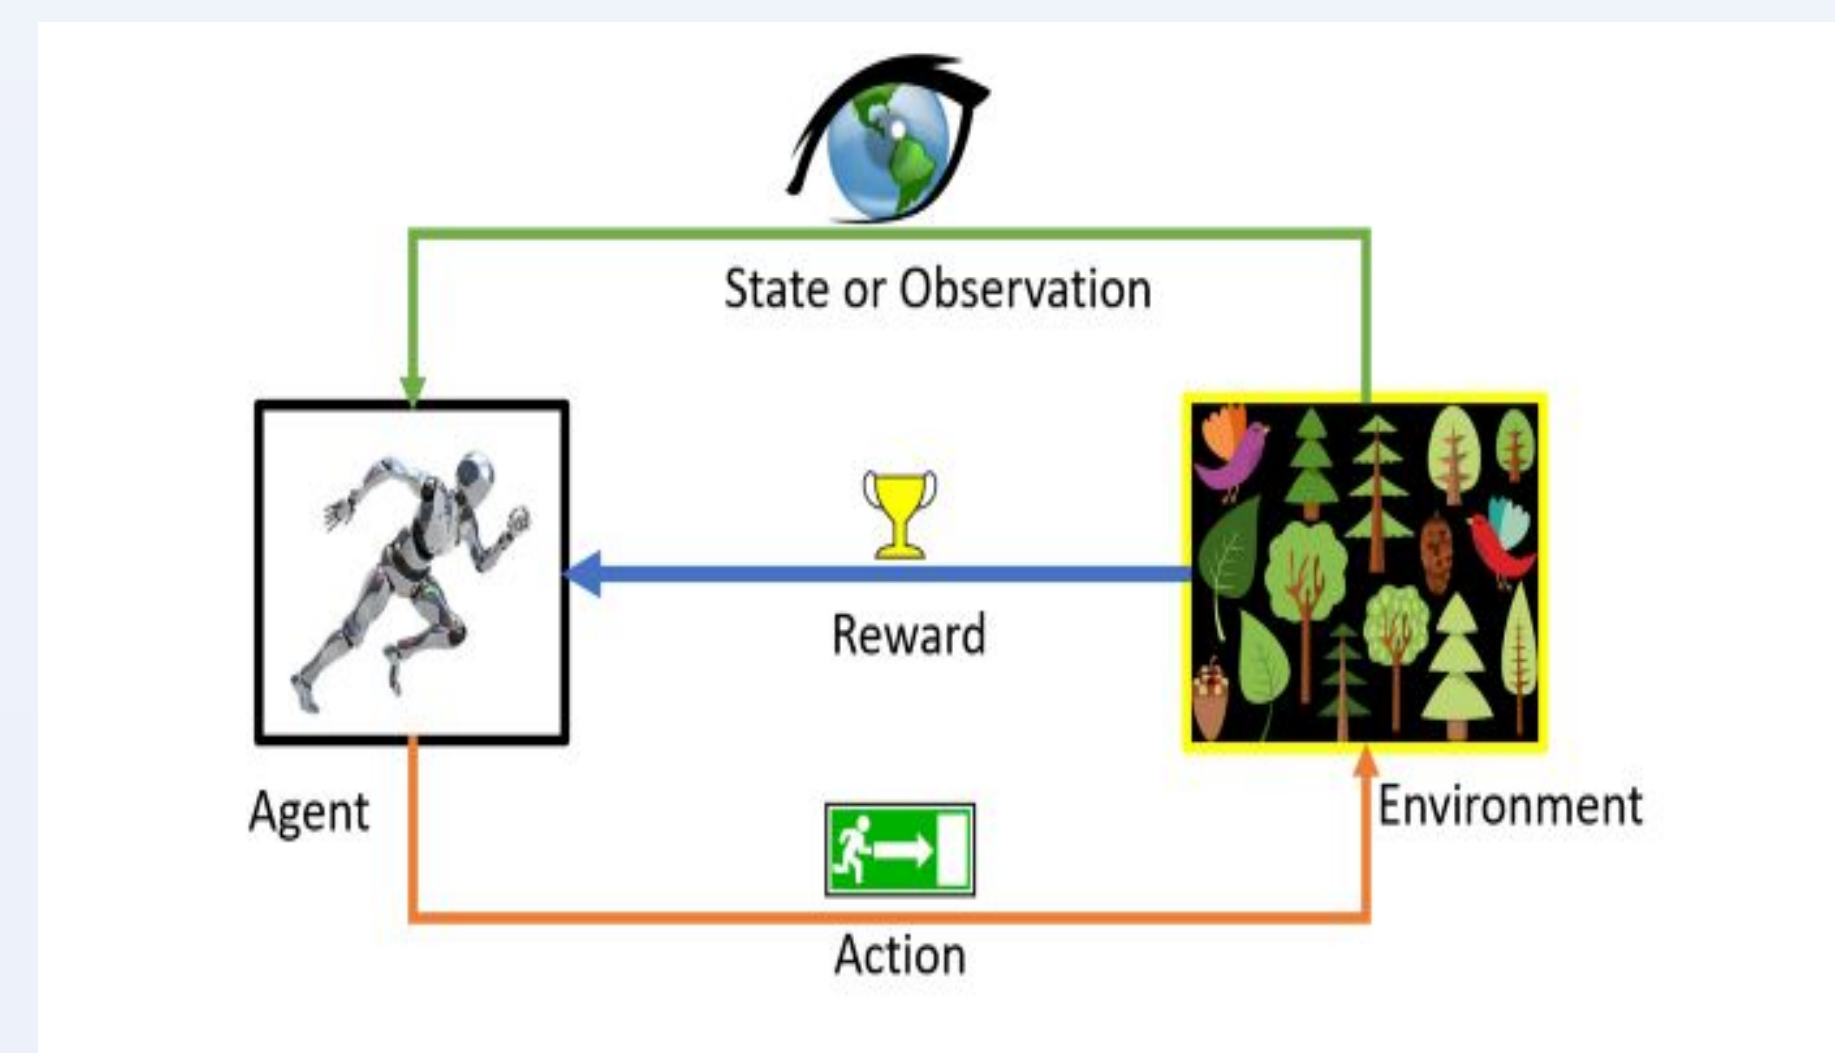 State or Observation
Reward
Agent
Environment
Action